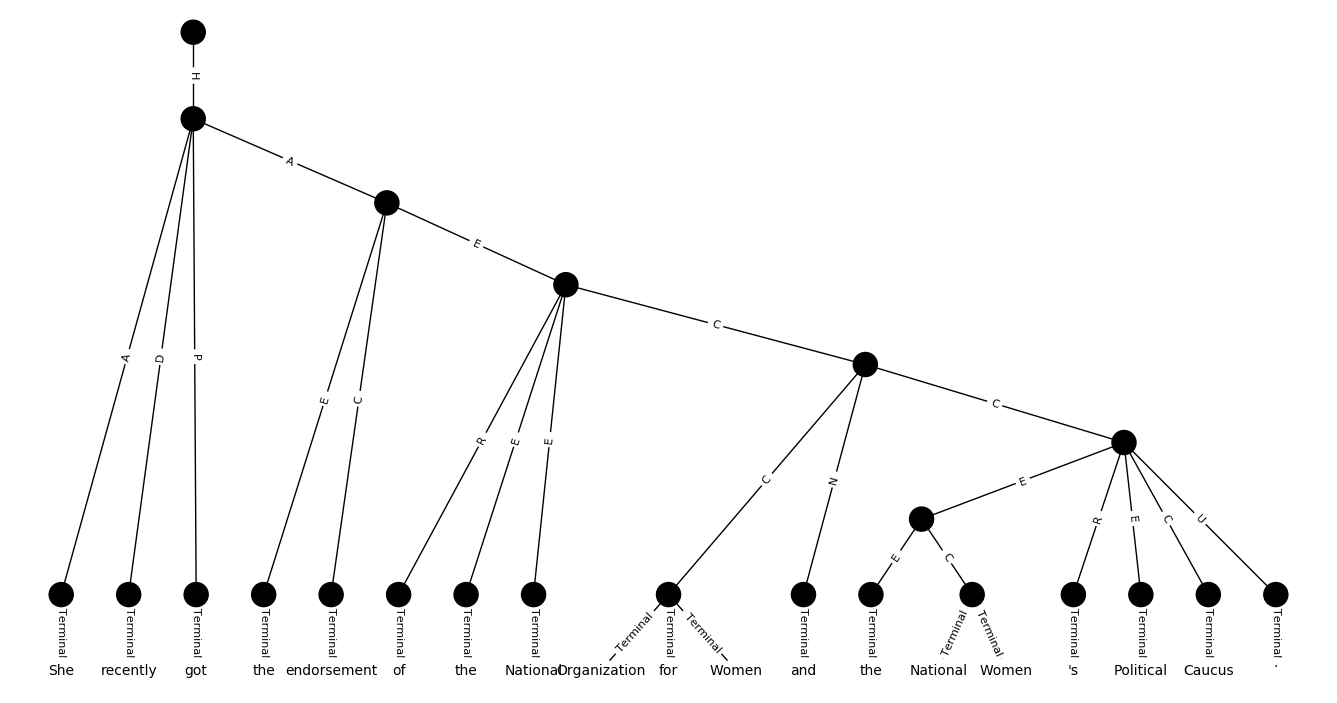 H
A
E
C
C
A D P
E C
R E E
C N
E
E C
R E C U
Terminal Terminal Terminal Terminal Terminal Terminal Terminal Terminal Terminal Terminal Terminal Terminal Terminal Terminal Terminal Terminal Terminal Terminal Terminal
She recently got the endorsement of the National Organization for Women and the National Women 's Political Caucus .